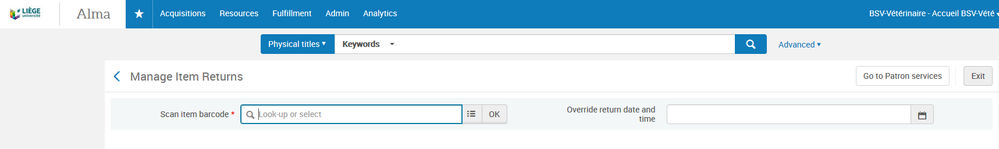 LIÈGE
université
Alma
Acquisitions Resources Fulfillment Admin Analytics
BSV-Vétérinaire - Accueil BSV-Vété
Physical titles Keywords Advanced
Manage Item Returns
Go to Patron services Exit
Scan item barcode * Look-up or select OK
Override return date and
time